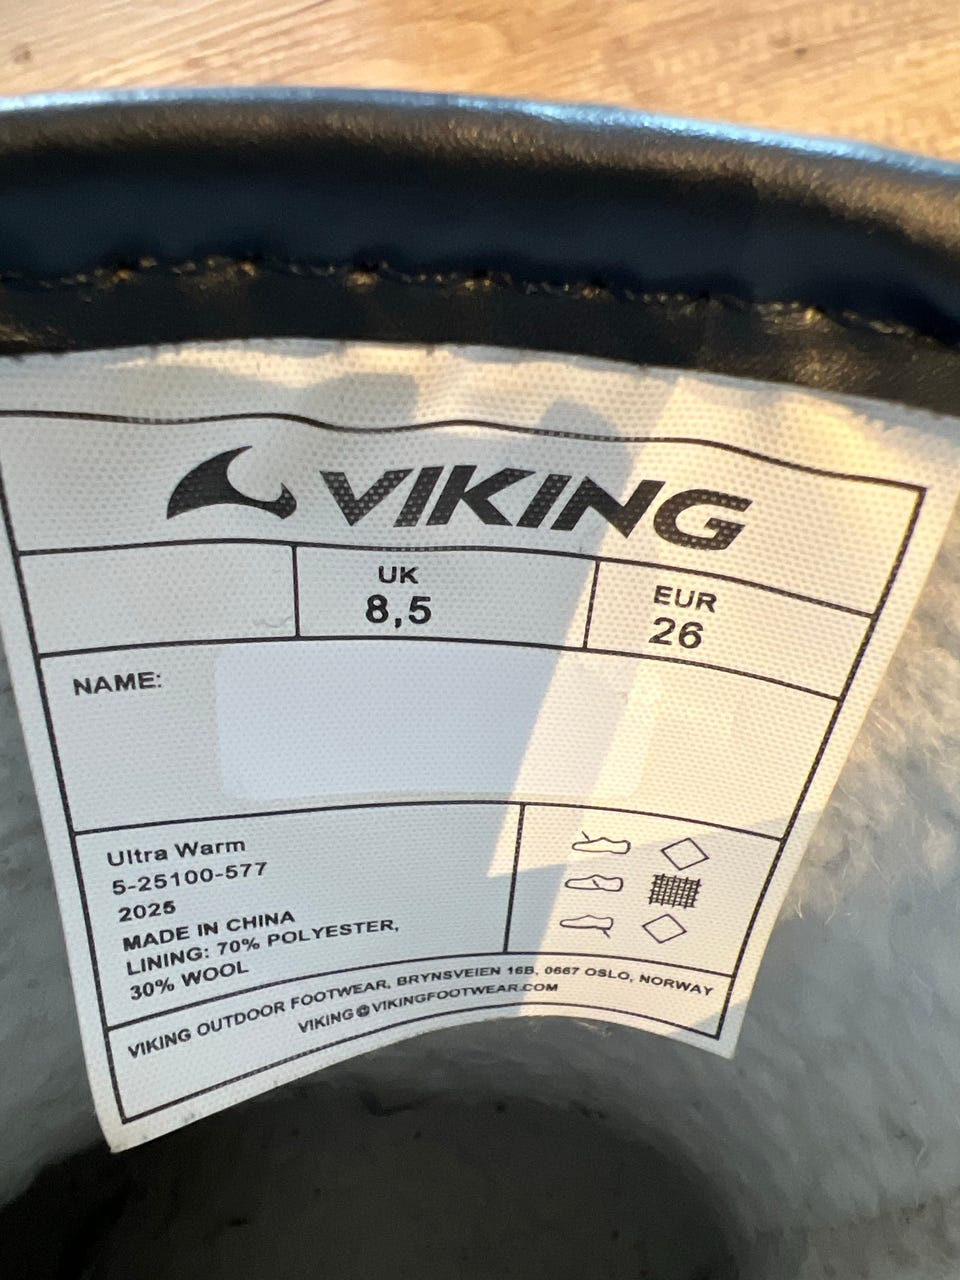 VIKING
UK
8,5
EUR
26
NAME:
Ultra Warm
5-25100-577
2025
MADE IN CHINA
LINING: 70% POLYESTER,
30% WOOL
VIKING OUTDOOR FOOTWEAR, BRYNSVEIEN 16B, 0667 OSLO, NORWAY
VIKING@VIKINGFOOTWEAR.COM